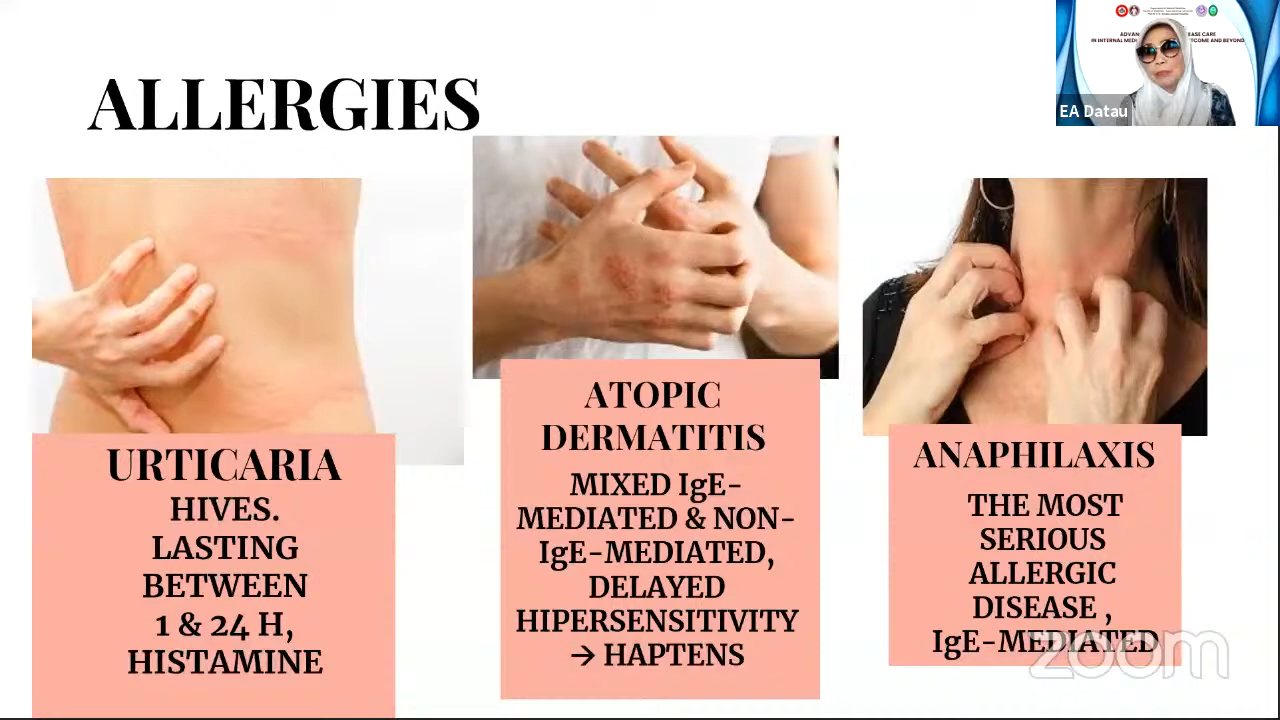 ALLERGIES
EA Datau
URTICARIA
HIVES.
LASTING
BETWEEN
1 & 24 H,
HISTAMINE
ATOPIC
DERMATITIS
MIXED IgE-
MEDIATED & NON-
IgE-MEDIATED,
DELAYED
HIPERSENSITIVITY
→ HAPTENS
ANAPHILAXIS
THE MOST
SERIOUS
ALLERGIC
DISEASE ,
IgE-MEDIATED
zoom